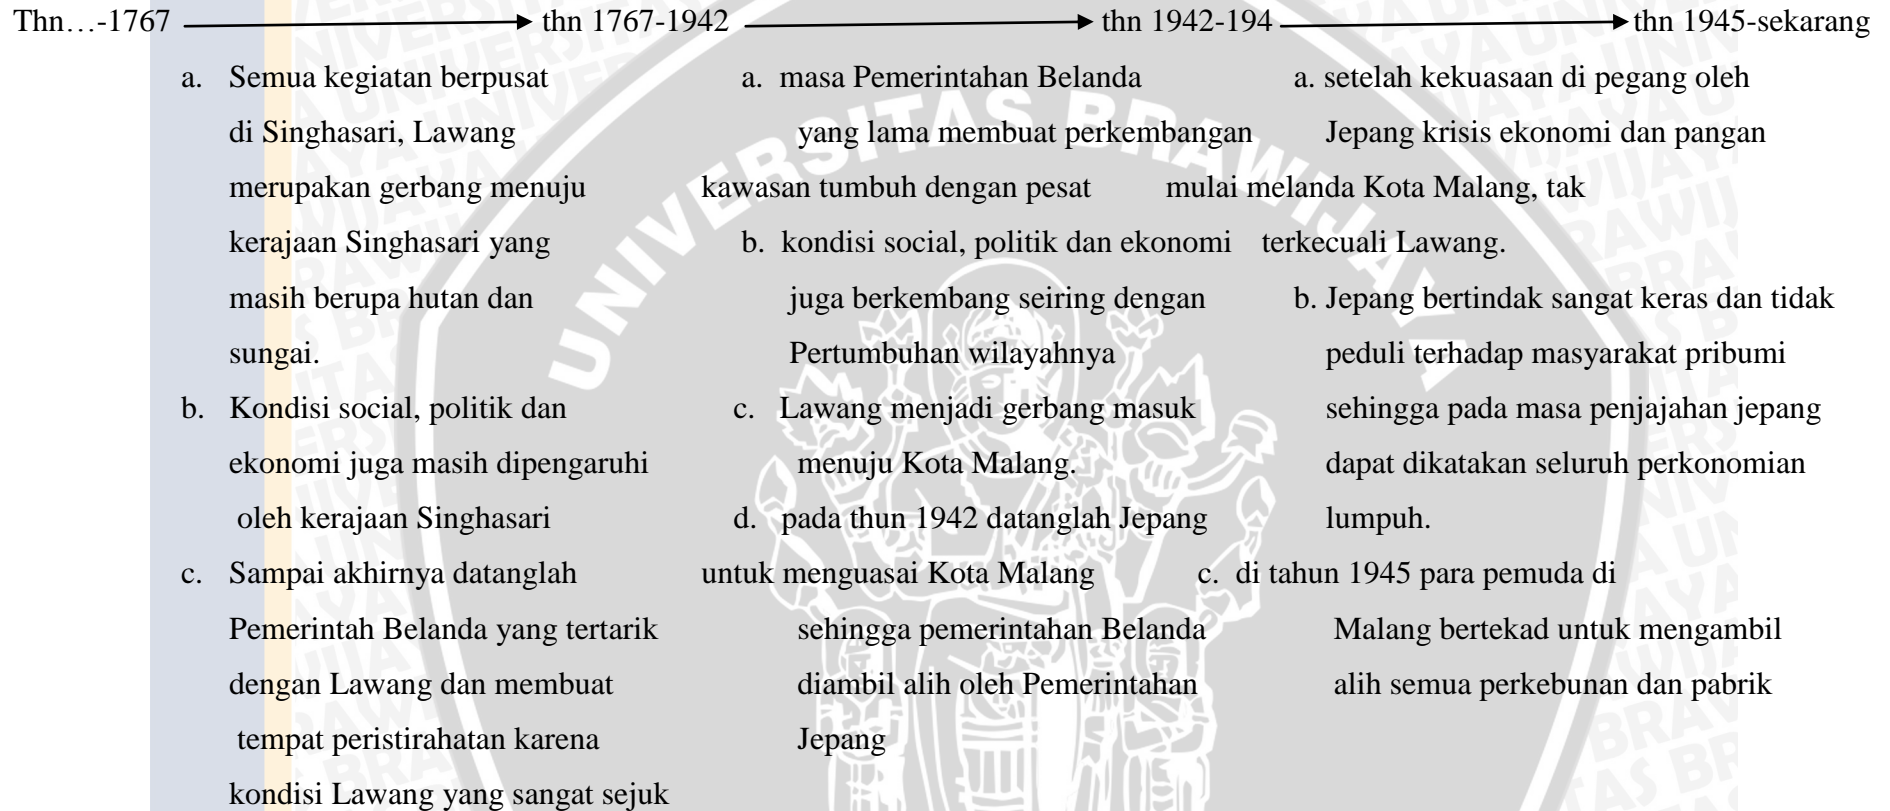 Thn…-1767 thn 1767-1942 thn 1942-194 thn 1945-sekarang
a. Semua kegiatan berpusat
di Singhasari, Lawang
merupakan gerbang menuju
kerajaan Singhasari yang
masih berupa hutan dan
sungai.
b. Kondisi social, politik dan
ekonomi juga masih dipengaruhi
oleh kerajaan Singhasari
c. Sampai akhirnya datanglah
Pemerintah Belanda yang tertarik
dengan Lawang dan membuat
tempat peristirahatan karena
kondisi Lawang yang sangat sejuk
a. masa Pemerintahan Belanda
yang lama membuat perkembangan
kawasan tumbuh dengan pesat
b. kondisi social, politik dan ekonomi
juga berkembang seiring dengan
Pertumbuhan wilayahnya
c. Lawang menjadi gerbang masuk
menuju Kota Malang.
d. pada thun 1942 datanglah Jepang
untuk menguasai Kota Malang
sehingga pemerintahan Belanda
diambil alih oleh Pemerintahan
Jepang
a. setelah kekuasaan di pegang oleh
Jepang krisis ekonomi dan pangan
mulai melanda Kota Malang, tak
terkecuali Lawang.
b. Jepang bertindak sangat keras dan tidak
peduli terhadap masyarakat pribumi
sehingga pada masa penjajahan jepang
dapat dikatakan seluruh perkonomian
lumpuh.
c. di tahun 1945 para pemuda di
Malang bertekad untuk mengambil
alih semua perkebunan dan pabrik
UNIVERSITAS BRAWIJAYA